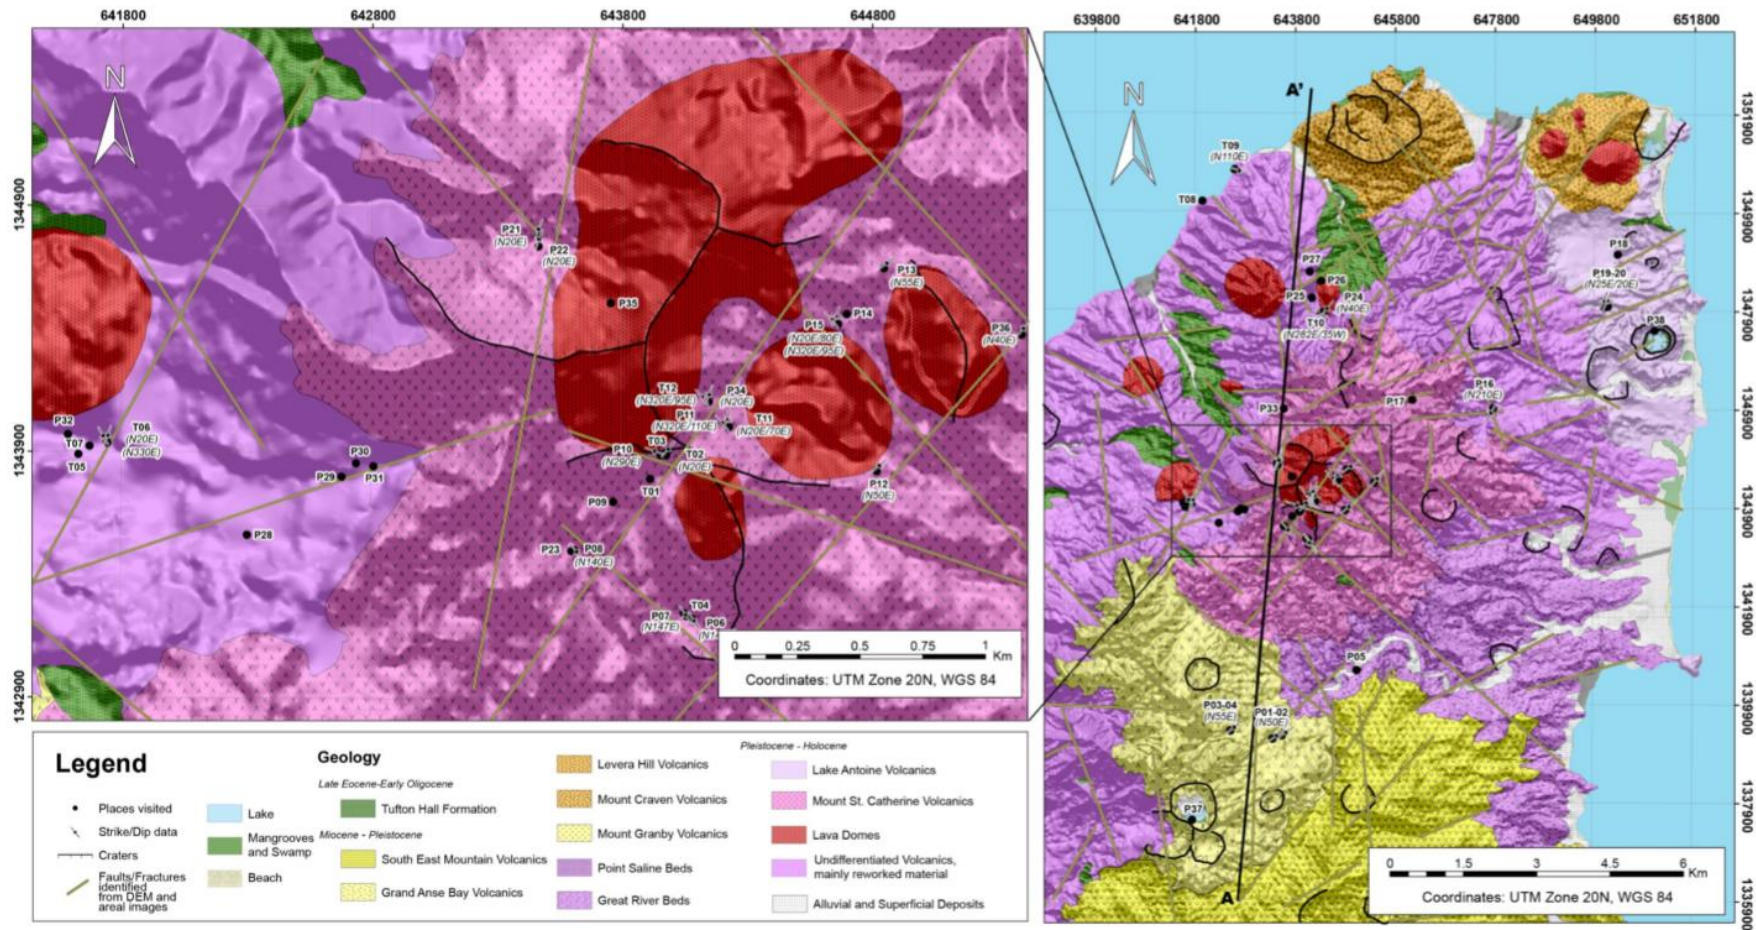 641800 642800 643800 644800
N
1344900
1343900
1342900
P21
(N20E)
P22
(N20E)
P35
P13
(N55E)
P14
P15
(N20E/80E)
(N320E/95E)
P36
(N40E)
T12
(N320E/95E)
P34
(N20E)
P11
(N320E/110E)
T11
(N20E/70E)
P32
T07
T05
T06
(N20E)
(N330E)
P10
(N290E)
T03
T02
(N20E)
P30
P29
P31
T01
P12
(N50E)
P09
P28
P23
P08
(N140E)
P07
(N147E)
T04
P06
0 0.25 0.5 0.75 1
Km
Coordinates: UTM Zone 20N, WGS 84
639800 641800 643800 645800 647800 649800 651800
N
A'
T09
(N110E)
T08
P27
P26
P25
P24
(N40E)
T10
(N282E/35W)
P18
P19-20
(N25E/20E)
P38
P33
P17
P16
(N210E)
P05
P03-04
(N55E)
P01-02
(N50E)
P37
A
1351900
1349900
1347900
1345900
1343900
1341900
1339900
1337900
1335900
0 1.5 3 4.5 6
Km
Coordinates: UTM Zone 20N, WGS 84
Legend
Places visited
Strike/Dip data
Craters
Faults/Fractures
identified
from DEM and
areal images
Lake
Mangrooves
and Swamp
Beach
Geology
Late Eocene-Early Oligocene
Tufton Hall Formation
Miocene - Pleistocene
South East Mountain Volcanics
Grand Anse Bay Volcanics
Levera Hill Volcanics
Mount Craven Volcanics
Mount Granby Volcanics
Point Saline Beds
Great River Beds
Pleistocene - Holocene
Lake Antoine Volcanics
Mount St. Catherine Volcanics
Lava Domes
Undifferentiated Volcanics,
mainly reworked material
Alluvial and Superficial Deposits